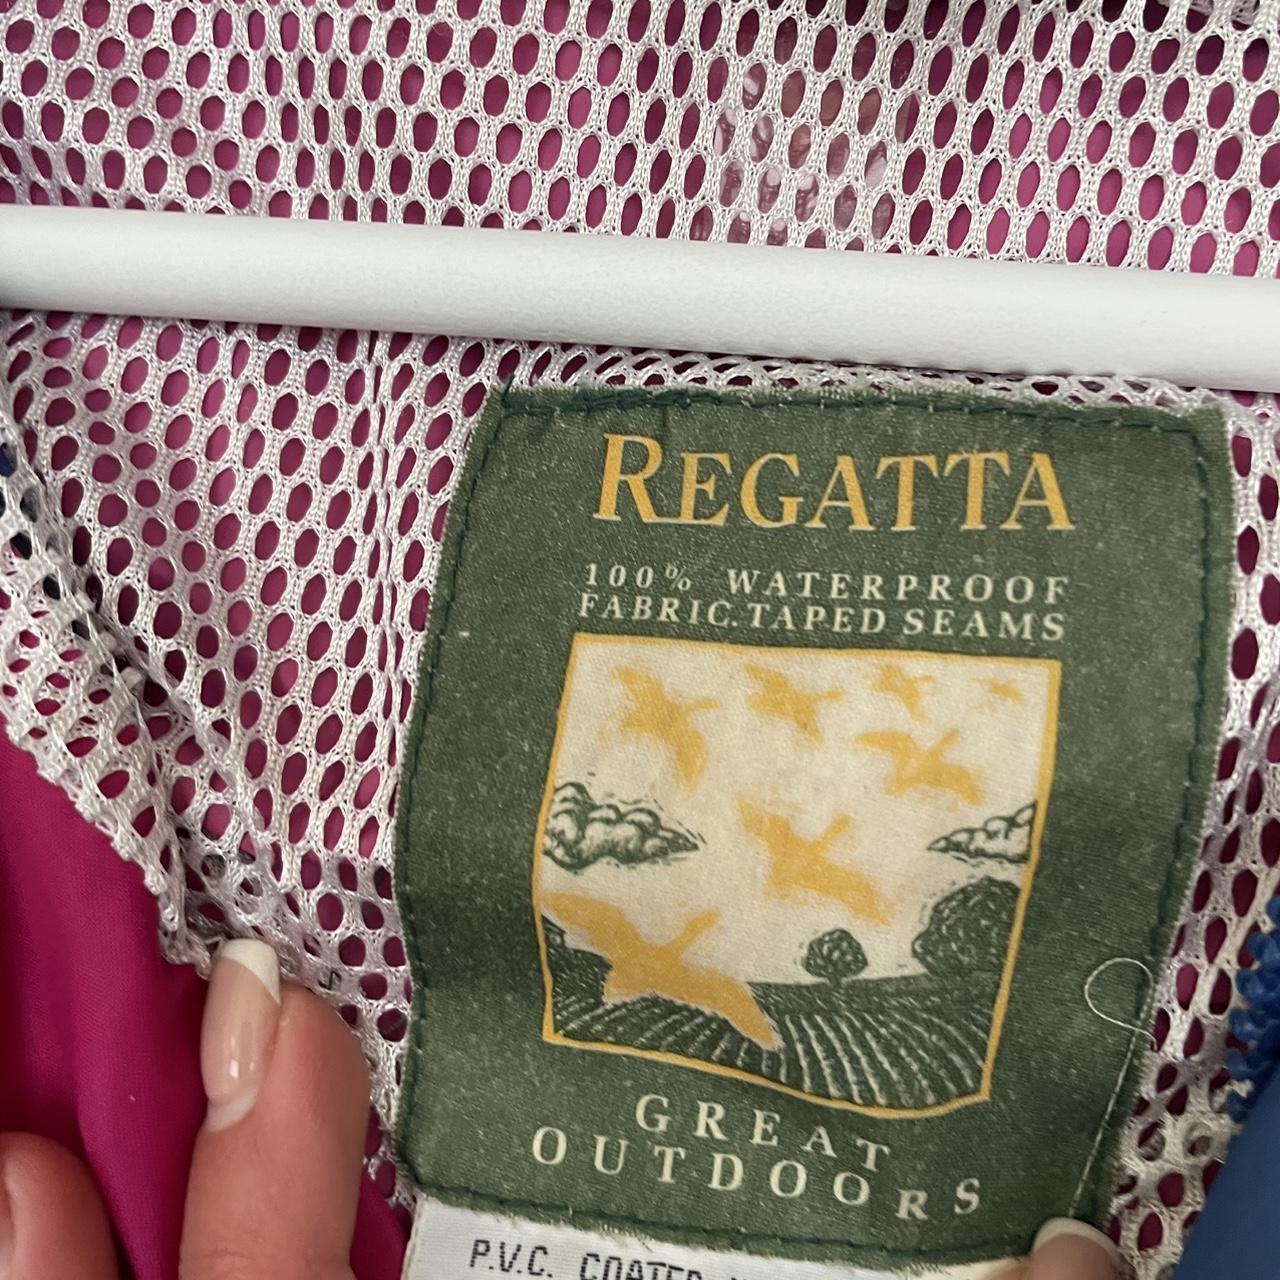 REGATTA
100% WATERPROOF
FABRIC.TAPED SEAMS
GREAT
OUTDOORS
P.V.C. COATED